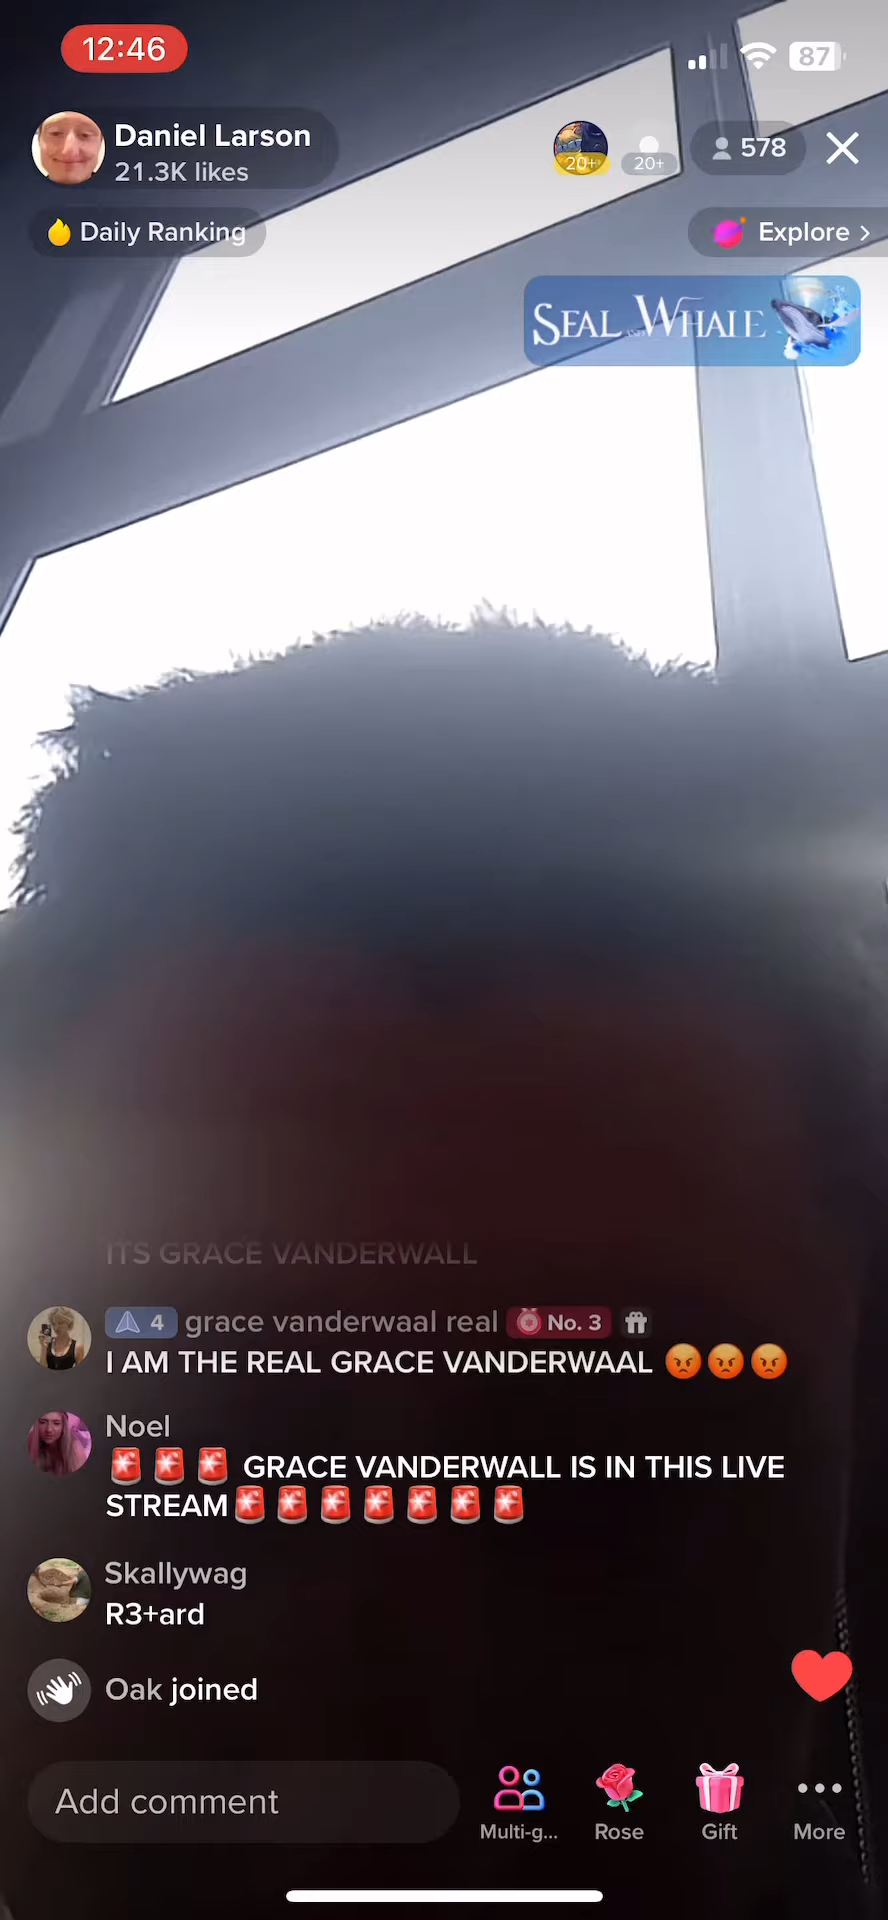 12:46
87
Daniel Larson
21.3K likes
20+
20+
578
Daily Ranking
Explore >
SEAL AND WHALE
ITS GRACE VANDERWALL
4 grace vanderwaal real No. 3
I AM THE REAL GRACE VANDERWAAL 😡😡😡
Noel
🚨🚨🚨 GRACE VANDERWALL IS IN THIS LIVE
STREAM🚨🚨🚨🚨🚨🚨🚨
Skallywag
R3+ard
Oak joined
Add comment
Multi-g...
Rose
Gift
More